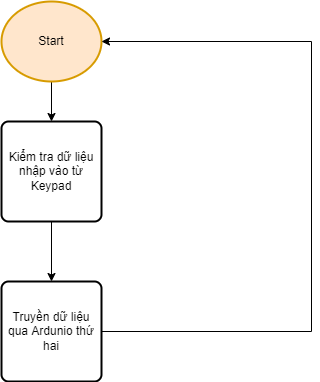 Start
Kiểm tra dữ liệu
nhập vào từ
Keypad
Truyền dữ liệu
qua Ardunio thứ
hai